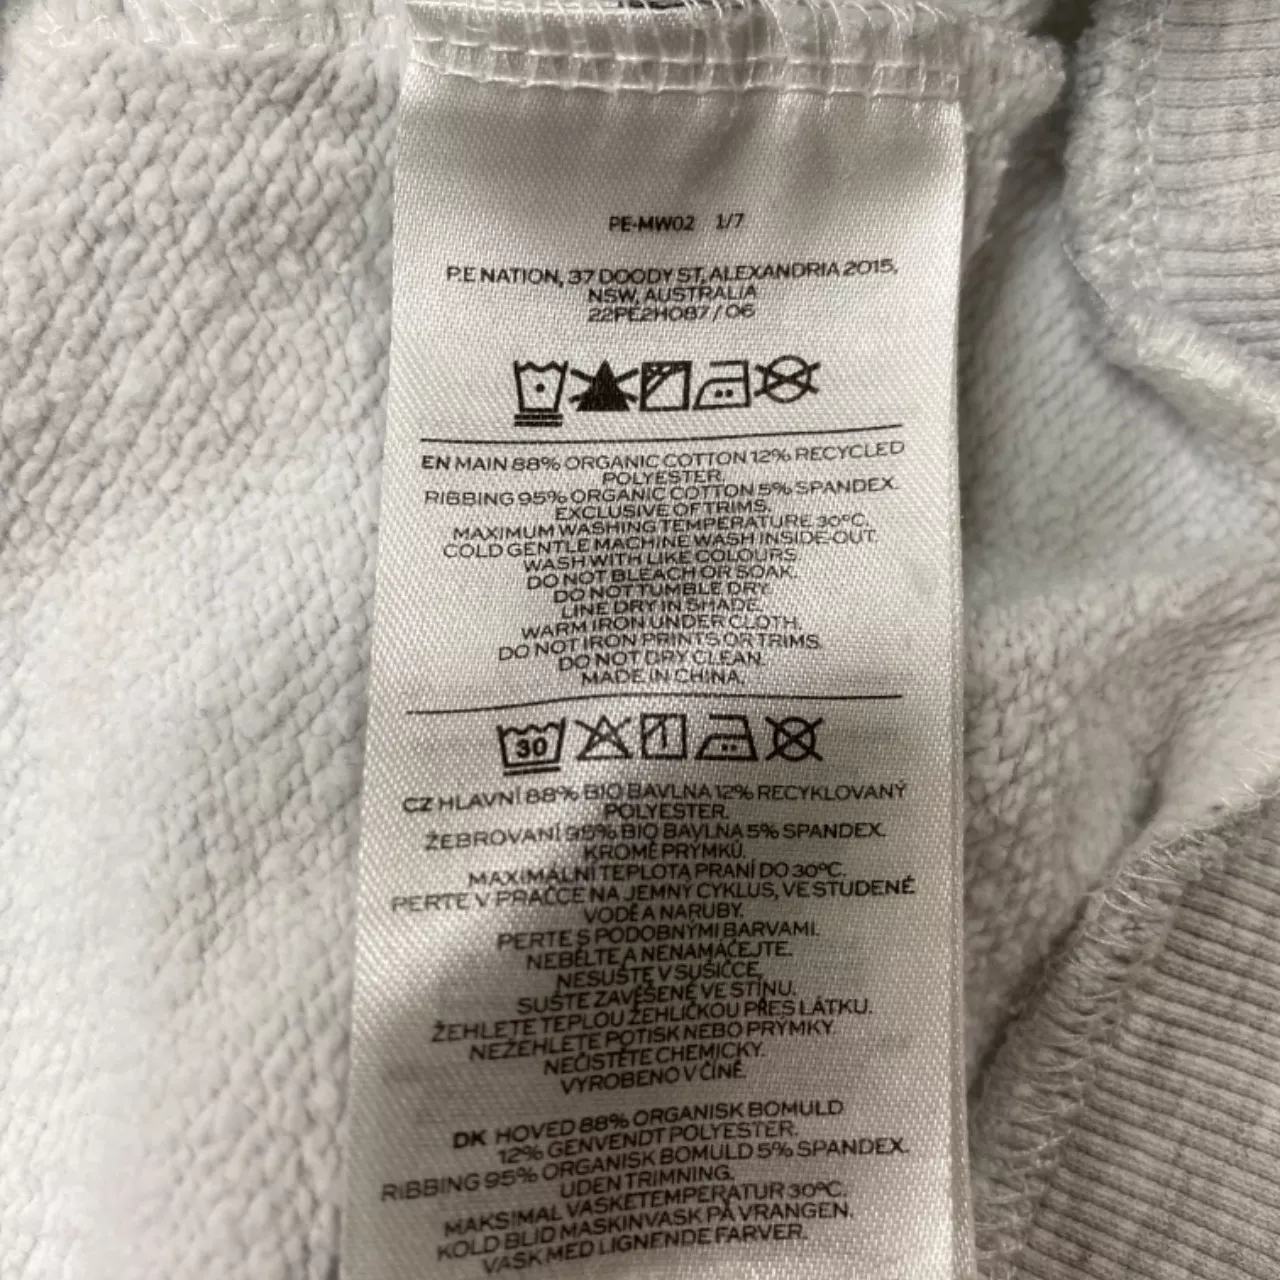 PE-MW02 1/7
P.E NATION, 37 DOODY ST, ALEXANDRIA 2015,
NSW, AUSTRALIA
22PE2H087 / 06
EN MAIN 88% ORGANIC COTTON 12% RECYCLED
POLYESTER.
RIBBING 95% ORGANIC COTTON 5% SPANDEX.
EXCLUSIVE OF TRIMS.
MAXIMUM WASHING TEMPERATURE 30ºC.
COLD GENTLE MACHINE WASH INSIDE-OUT.
WASH WITH LIKE COLOURS.
DO NOT BLEACH OR SOAK.
DO NOT TUMBLE DRY.
LINE DRY IN SHADE.
WARM IRON UNDER CLOTH.
DO NOT IRON PRINTS OR TRIMS.
DO NOT DRY CLEAN.
MADE IN CHINA.
30
CZ HLAVNÍ 88% BIO BAVLNA 12% RECYKLOVANÝ
POLYESTER.
ŽEBROVANÍ 95% BIO BAVLNA 5% SPANDEX.
KROMĚ PRÝMKŮ.
MAXIMÁLNÍ TEPLOTA PRANÍ DO 30ºC.
PERTE V PRAČCE NA JEMNÝ CYKLUS, VE STUDENÉ
VODĚ A NARUBY.
PERTE S PODOBNÝMI BARVAMI.
NEBĚLTE A NENAMÁČEJTE.
NESUŠTE V SUŠIČCE.
SUŠTE ZAVĚŠENÉ VE STÍNU.
ŽEHLETE TEPLOU ŽEHLIČKOU PŘES LÁTKU.
NEŽEHLETE POTISK NEBO PRÝMKY.
NEČISTĚTE CHEMICKY.
VYROBENO V ČÍNĚ.
DK HOVED 88% ORGANISK BOMULD
12% GENVENDT POLYESTER.
RIBBING 95% ORGANISK BOMULD 5% SPANDEX.
UDEN TRIMNING.
MAKSIMAL VASKETEMPERATUR 30ºC.
KOLD BLID MASKINVASK PÅ VRANGEN.
VASK MED LIGNENDE FARVER.